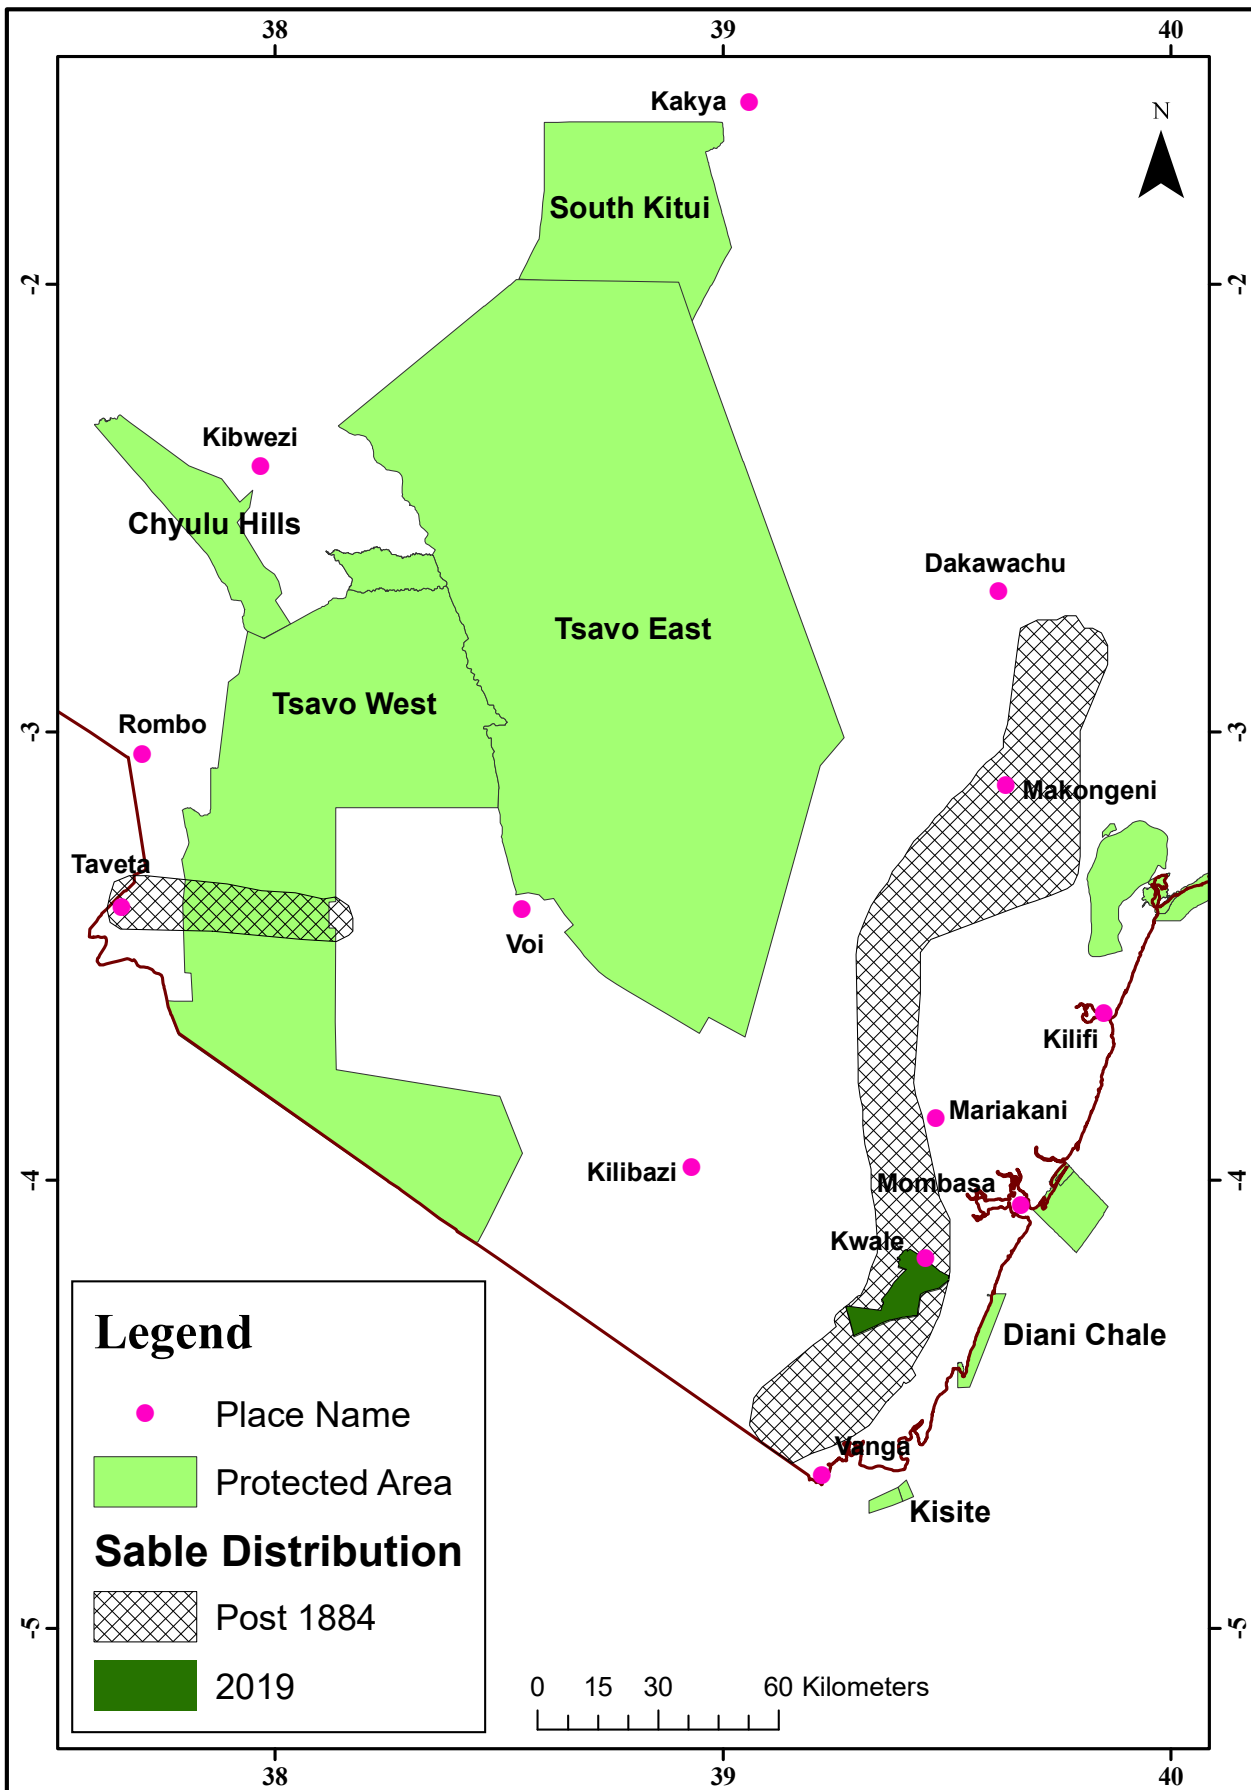 38
39
40
Kakya
N
South Kitui
-2
-2
Kibwezi
Chyulu Hills
Dakawachu
Tsavo East
Tsavo West
Rombo
-3
-3
Makongeni
Taveta
Voi
Kilifi
Mariakani
Kilibazi
-4
-4
Mombasa
Kwale
Diani Chale
Vanga
Kisite
Legend
Place Name
Protected Area
Sable Distribution
Post 1884
2019
-5
-5
0 15 30 60 Kilometers
38
39
40